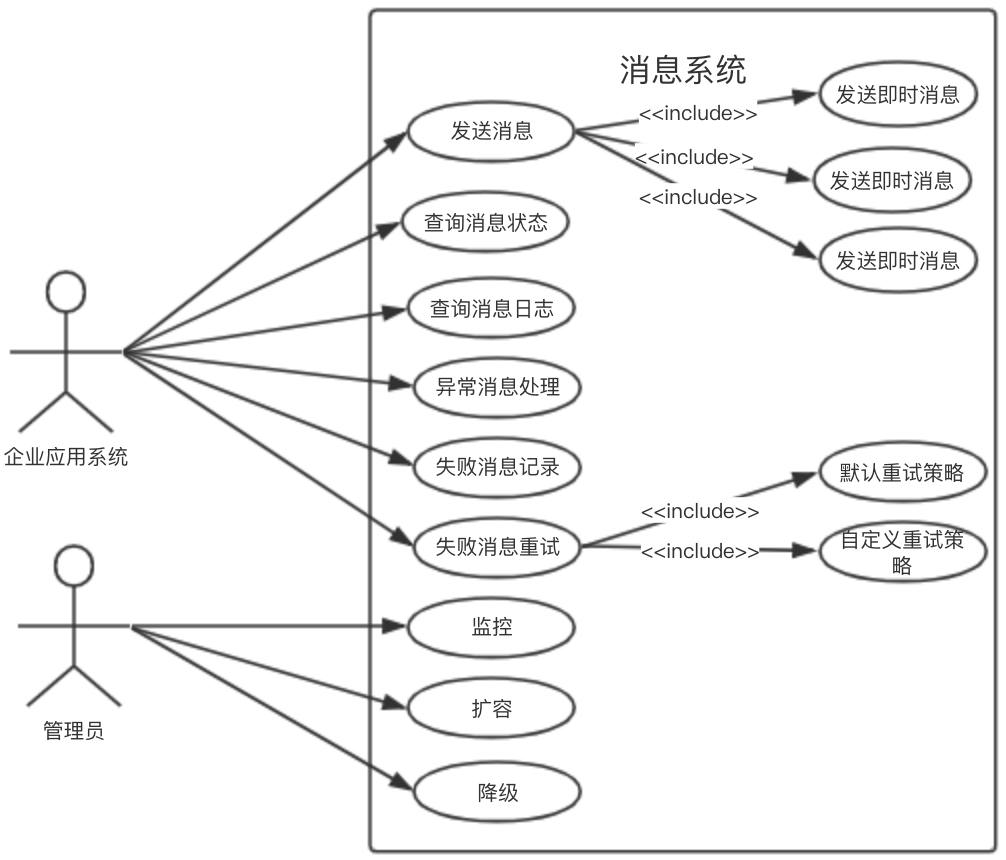 消息系统
发送消息
<<include>>
发送即时消息
<<include>>
发送即时消息
<<include>>
发送即时消息
查询消息状态
查询消息日志
异常消息处理
企业应用系统
失败消息记录
失败消息重试
<<include>>
默认重试策略
<<include>>
自定义重试策
略
监控
扩容
管理员
降级